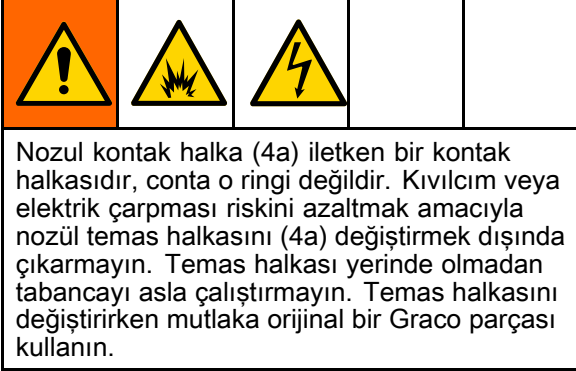 Nozul kontak halka (4a) iletken bir kontak
halkasıdır, conta o ringi değildir. Kıvılcım veya
elektrik çarpması riskini azaltmak amacıyla
nozül temas halkasını (4a) değiştirmek dışında
çıkarmayın. Temas halkası yerinde olmadan
tabancayı asla çalıştırmayın. Temas halkasını
değiştirirken mutlaka orijinal bir Graco parçası
kullanın.